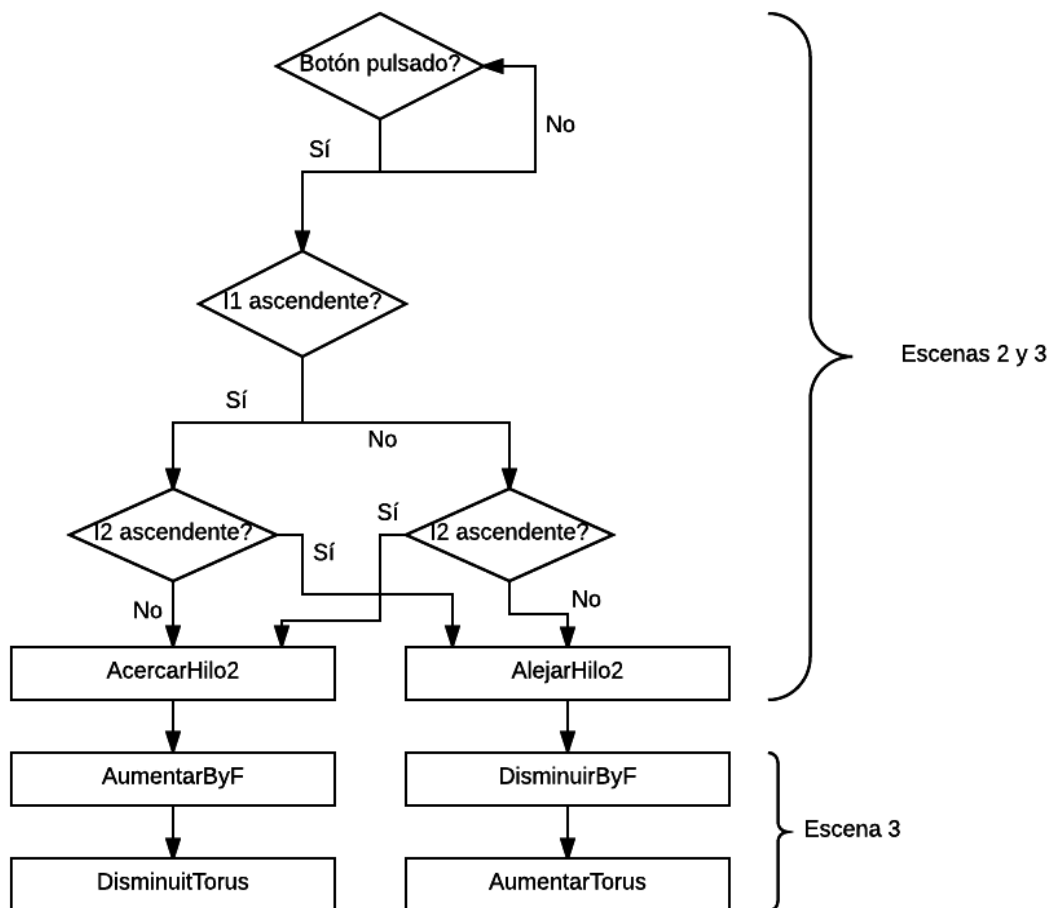 Botón pulsado?
No
Sí
I1 ascendente?
Sí
No
I2 ascendente?
Sí
Sí
I2 ascendente?
No
No
AcercarHilo2
AlejarHilo2
Escenas 2 y 3
AumentarByF
DisminuirByF
DisminuitTorus
AumentarTorus
Escena 3